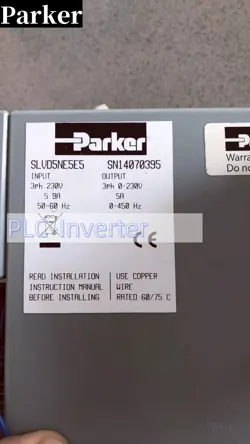 Parker
Parker
SLVD5NE5E5 SN14070395
INPUT OUTPUT
3ph 230V 3ph 0-230V
5.9A 5A
50-60 Hz 0-450 Hz
PLC-Inverter
CE
READ INSTALLATION USE COPPER
INSTRUCTION MANUAL WIRE
BEFORE INSTALLING RATED 60/75 C
Warra
Do no